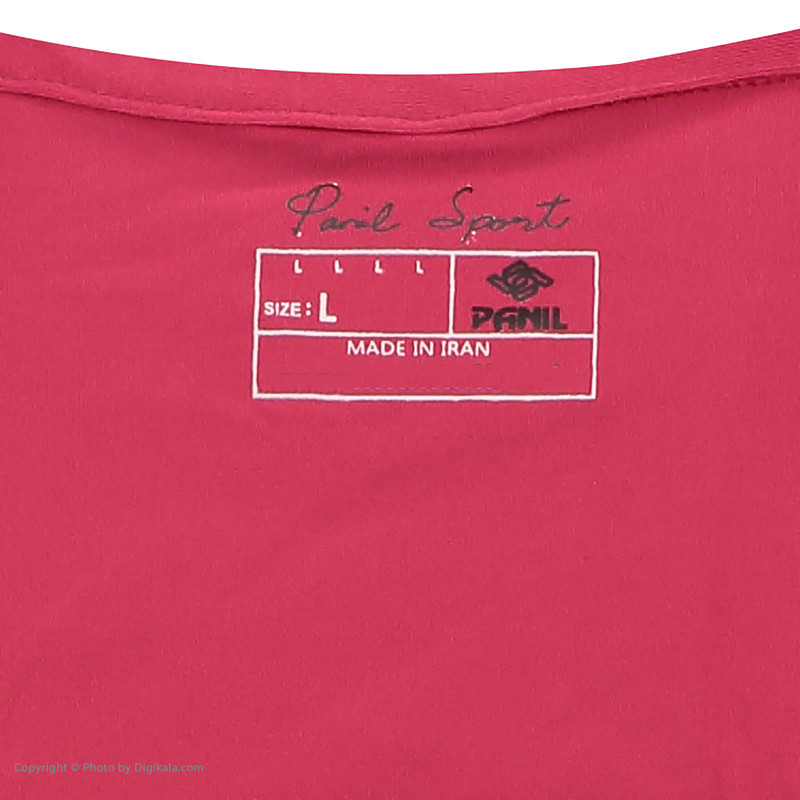 Panil Sport
L L L L
SIZE: L
PANIL
MADE IN IRAN
Copyright © Photo by Digikala.com